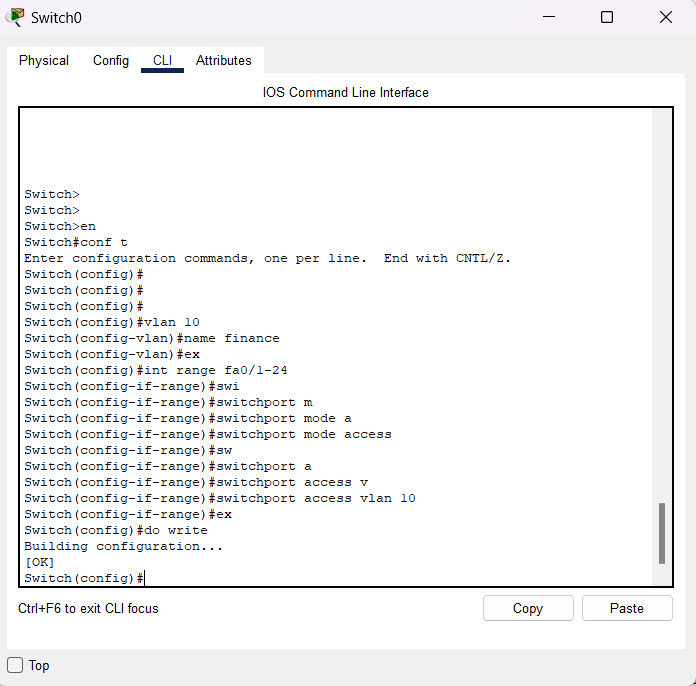 Switch0
Physical Config CLI Attributes
IOS Command Line Interface
Switch>
Switch>
Switch>en
Switch#conf t
Enter configuration commands, one per line.  End with CNTL/Z.
Switch(config)#
Switch(config)#
Switch(config)#
Switch(config)#vlan 10
Switch(config-vlan)#name finance
Switch(config-vlan)#ex
Switch(config)#int range fa0/1-24
Switch(config-if-range)#swi
Switch(config-if-range)#switchport m
Switch(config-if-range)#switchport mode a
Switch(config-if-range)#switchport mode access
Switch(config-if-range)#sw
Switch(config-if-range)#switchport a
Switch(config-if-range)#switchport access v
Switch(config-if-range)#switchport access vlan 10
Switch(config-if-range)#ex
Switch(config)#do write
Building configuration...
[OK]
Switch(config)#
Ctrl+F6 to exit CLI focus Copy Paste
Top